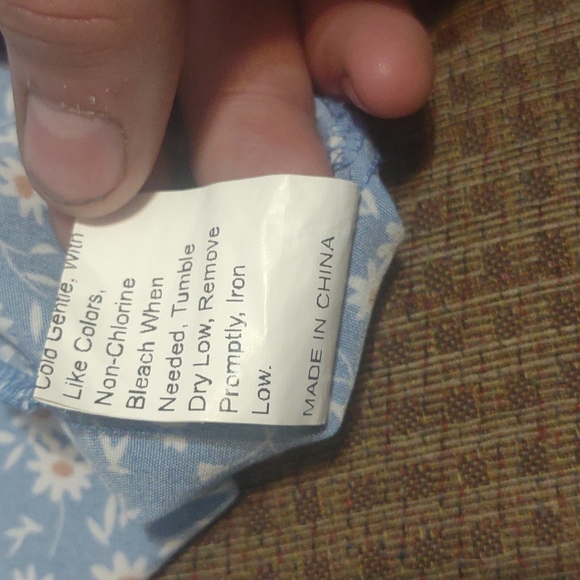 Cold Gentle, With
Like Colors,
Non-Chlorine
Bleach When
Needed, Tumble
Dry Low, Remove
Promptly, Iron
Low.
MADE IN CHINA